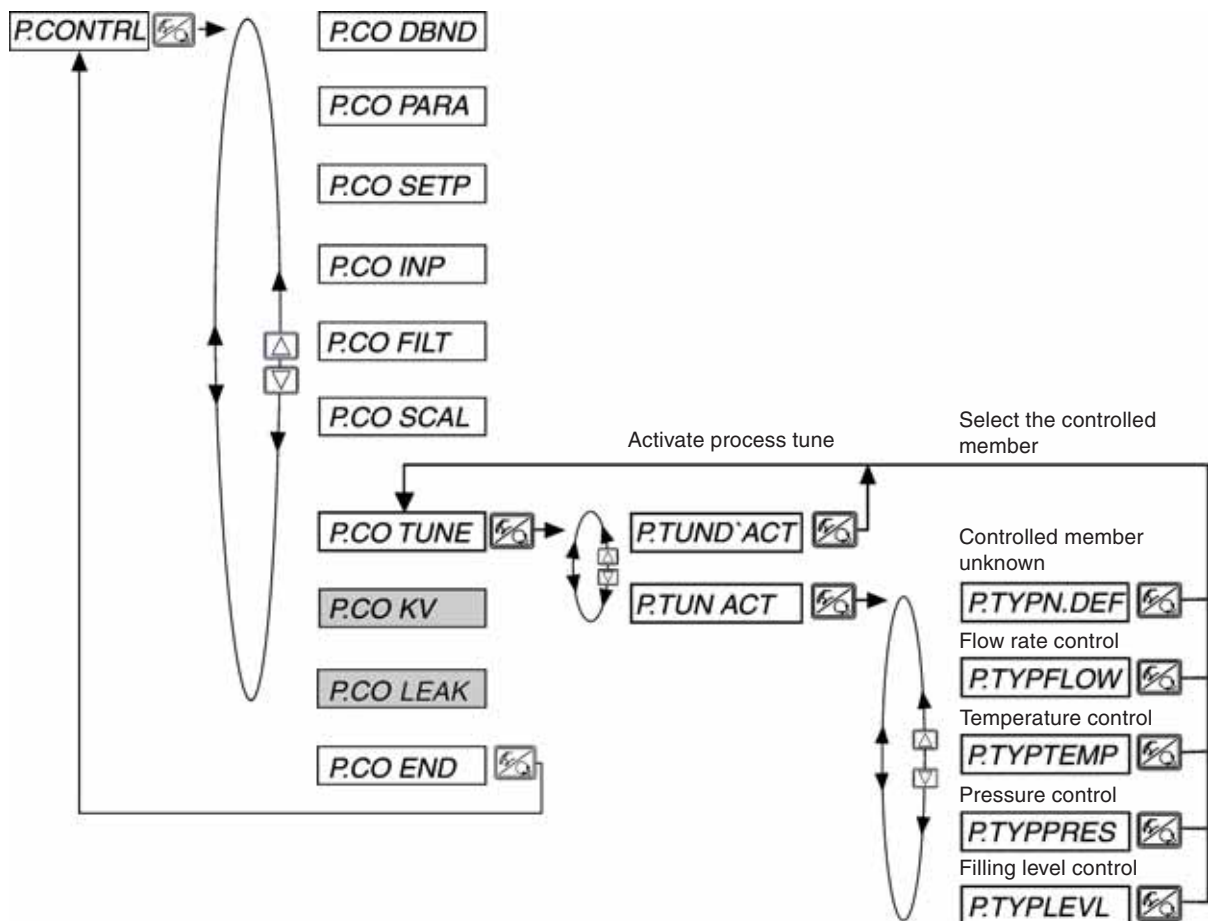 P.CONTRL
P.CO DBND
P.CO PARA
P.CO SETP
P.CO INP
P.CO FILT
P.CO SCAL
Activate process tune
Select the controlled
member
P.CO TUNE
P.TUND`ACT
P.TUN ACT
P.CO KV
P.CO LEAK
P.CO END
Controlled member
unknown
P.TYPN.DEF
Flow rate control
P.TYPFLOW
Temperature control
P.TYPTEMP
Pressure control
P.TYPPRES
Filling level control
P.TYPLEVL